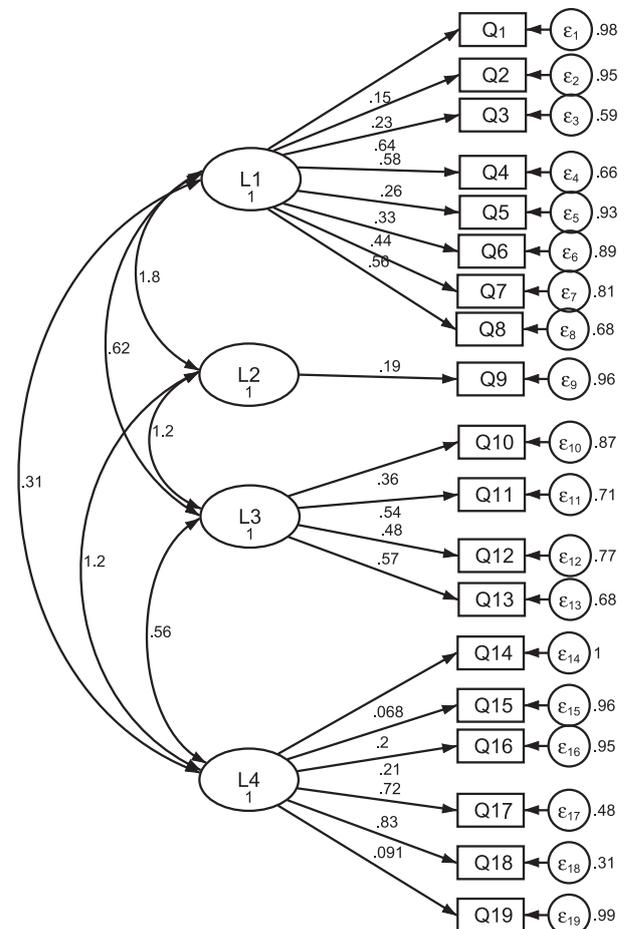 Q1 ε1 .98
Q2 ε2 .95
.15
Q3 ε3 .59
.23
.64
.58
Q4 ε4 .66
L1
1
.26
Q5 ε5 .93
.33
Q6 ε6 .89
.44
.56
Q7 ε7 .81
Q8 ε8 .68
1.8
.62
L2
1
.19
Q9 ε9 .96
1.2
Q10 ε10 .87
.36
Q11 ε11 .71
.31
.54
L3
1
.48
Q12 ε12 .77
.57
Q13 ε13 .68
1.2
.56
Q14 ε14 1
.068
Q15 ε15 .96
.2
Q16 ε16 .95
.21
L4
1
.72
Q17 ε17 .48
.83
Q18 ε18 .31
.091
Q19 ε19 .99